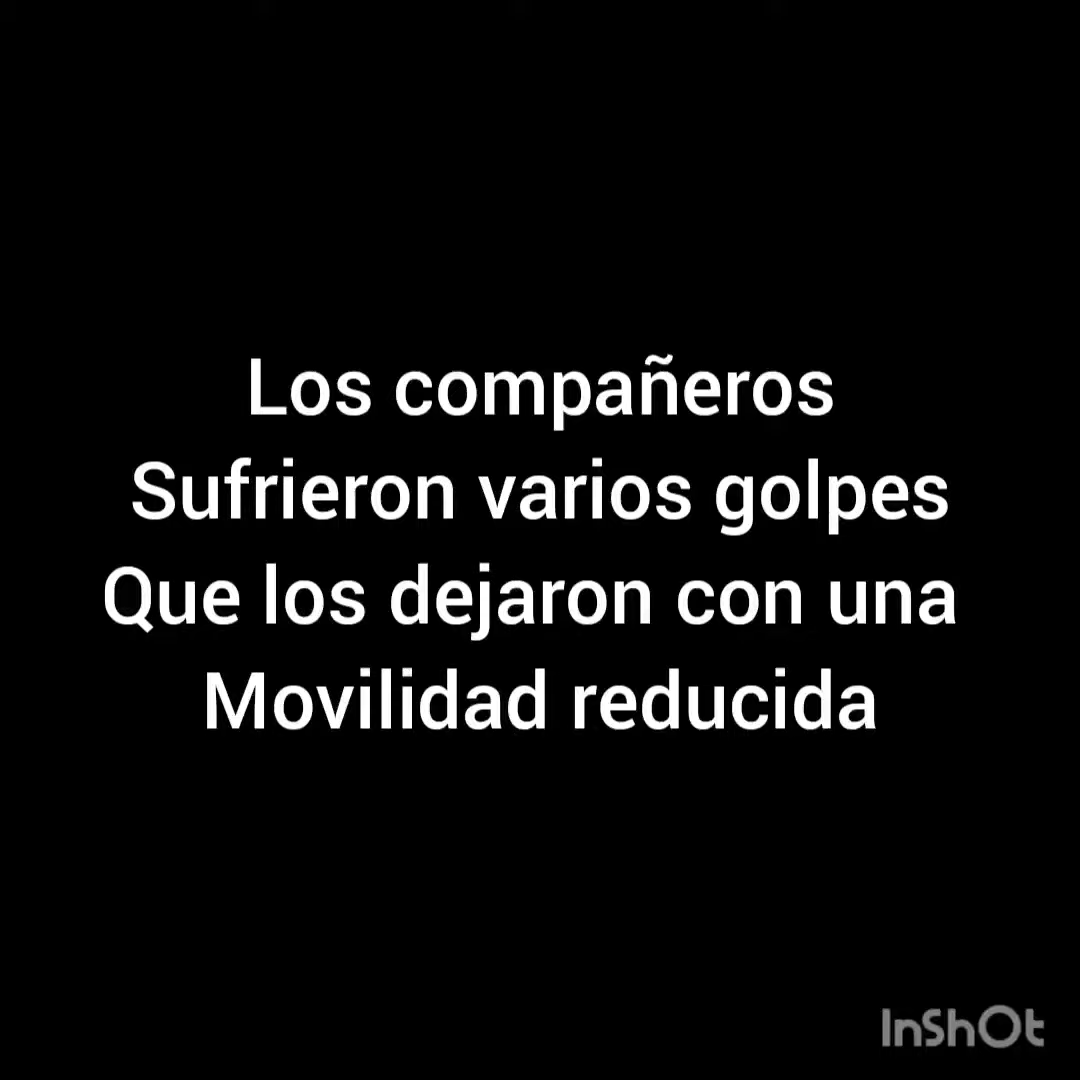 Los compañeros
Sufrieron varios golpes
Que los dejaron con una
Movilidad reducida
InShOt